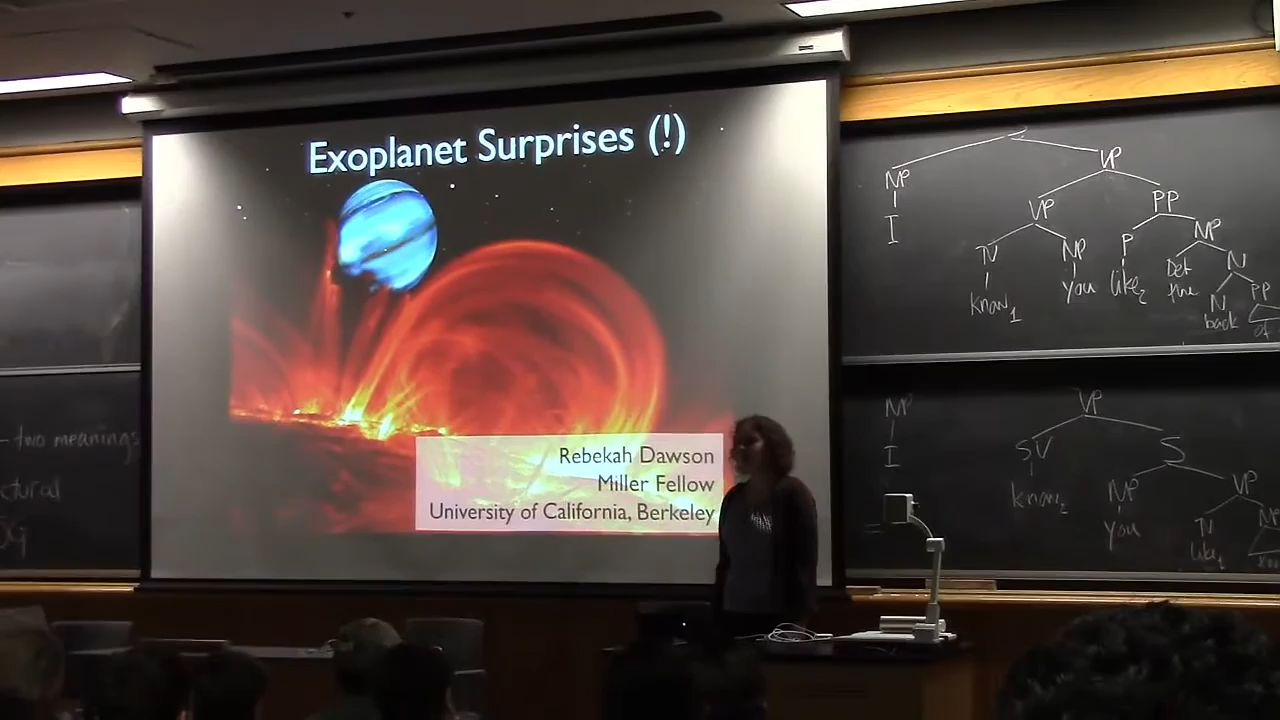 Exoplanet Surprises (!)
Rebekah Dawson
Miller Fellow
University of California, Berkeley
- two meanings
VP
NP
VP
PP
I
NP
V
NP
P
Det
N
know₁
you
like₂
the
N
PP
back
of
NP
VP
I
SV
S
know₂
NP
VP
you
TV
like₁